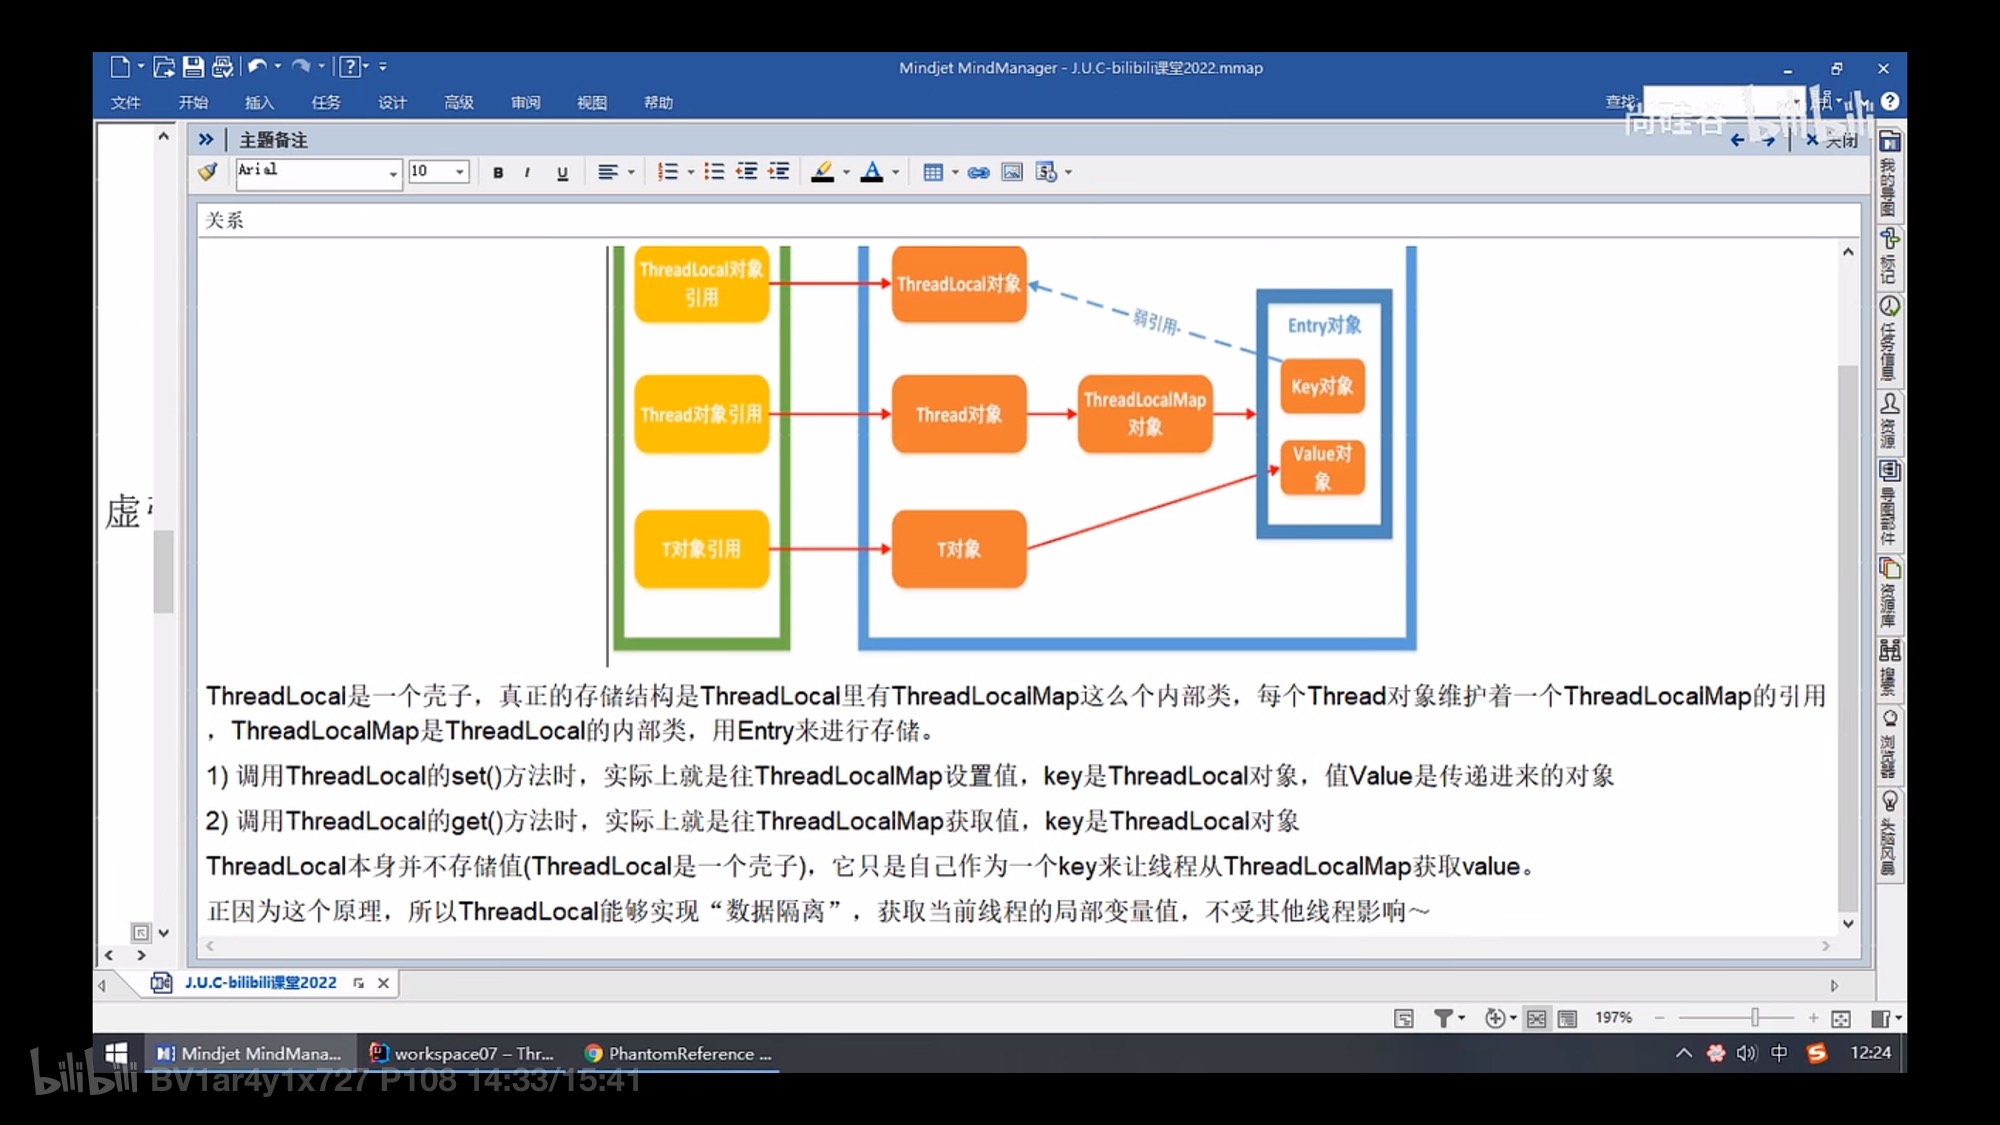 Mindjet MindManager - J.U.C-bilibili课堂2022.mmap
文件 开始 插入 任务 设计 高级 审阅 视图 帮助
查找:
尚硅谷 bilibili
主题备注
关闭
Arial 10 B I U
关系
ThreadLocal对象
引用
ThreadLocal对象
弱引用
Entry对象
Key对象
Thread对象引用
Thread对象
ThreadLocalMap
对象
Value对
象
T对象引用
T对象
虚
ThreadLocal是一个壳子，真正的存储结构是ThreadLocal里有ThreadLocalMap这么个内部类，每个Thread对象维护着一个ThreadLocalMap的引用
，ThreadLocalMap是ThreadLocal的内部类，用Entry来进行存储。
1) 调用ThreadLocal的set()方法时，实际上就是往ThreadLocalMap设置值，key是ThreadLocal对象，值Value是传递进来的对象
2) 调用ThreadLocal的get()方法时，实际上就是往ThreadLocalMap获取值，key是ThreadLocal对象
ThreadLocal本身并不存储值(ThreadLocal是一个壳子)，它只是自己作为一个key来让线程从ThreadLocalMap获取value。
正因为这个原理，所以ThreadLocal能够实现“数据隔离”，获取当前线程的局部变量值，不受其他线程影响～
我的导图
标记
任务信息
资源
导图部件
资源库
搜索
浏览器
头脑风暴
J.U.C-bilibili课堂2022
197%
Mindjet MindMana...
workspace07 – Thr...
PhantomReference ...
中
12:24
bilibili BV1ar4y1x727 P108 14:33/15:41